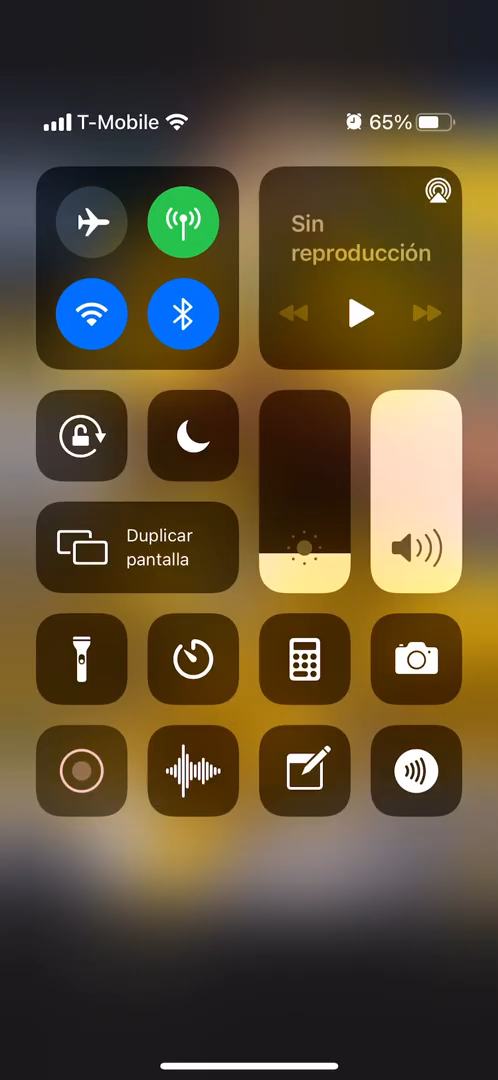 T-Mobile 65%
Sin
reproducción
Duplicar
pantalla